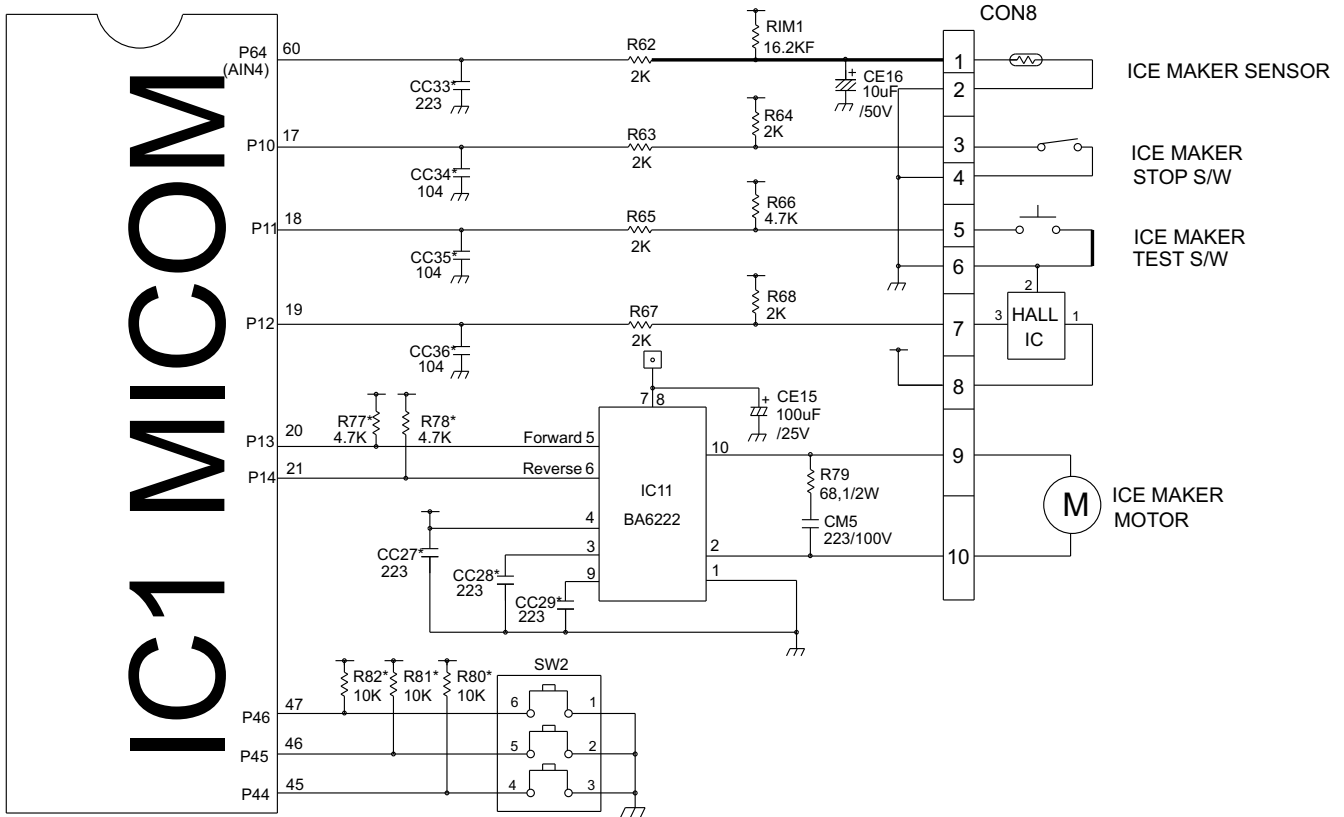 CON8
IC1 MICOM
P64
(AIN4)
60
R62
2K
RIM1
16.2KF
CC33*
223
+
CE16
10uF
/50V
1
2
ICE MAKER SENSOR
P10
17
R63
2K
R64
2K
CC34*
104
3
4
ICE MAKER
STOP S/W
P11
18
R65
2K
R66
4.7K
CC35*
104
5
6
ICE MAKER
TEST S/W
P12
19
R67
2K
R68
2K
CC36*
104
7
8
2
3
HALL
IC
1
7
8
+
CE15
100uF
/25V
R77*
4.7K
R78*
4.7K
P13
20
Forward 5
P14
21
Reverse 6
IC11
BA6222
10
4
3
9
2
1
CC27*
223
CC28*
223
CC29*
223
R79
68,1/2W
CM5
223/100V
9
10
M
ICE MAKER
MOTOR
R82*
10K
R81*
10K
R80*
10K
SW2
P46
47
6
1
P45
46
5
2
P44
45
4
3